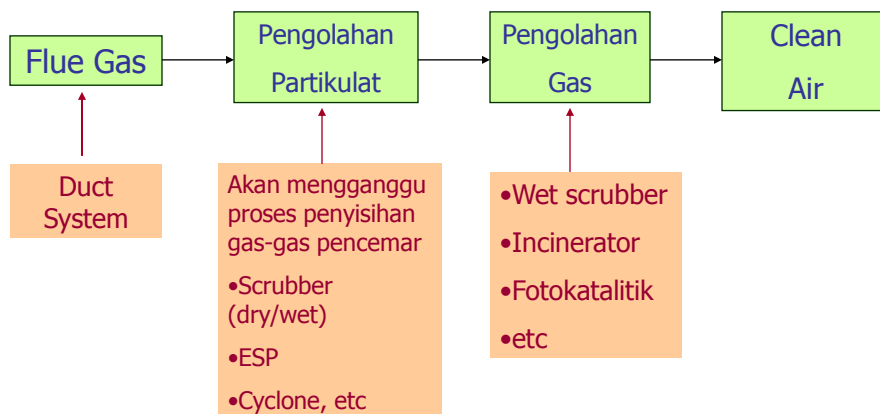 Flue Gas
Pengolahan
Partikulat
Pengolahan
Gas
Clean
Air
Duct
System
Akan mengganggu
proses penyisihan
gas-gas pencemar
•Scrubber
(dry/wet)
•ESP
•Cyclone, etc
•Wet scrubber
•Incinerator
•Fotokatalitik
•etc